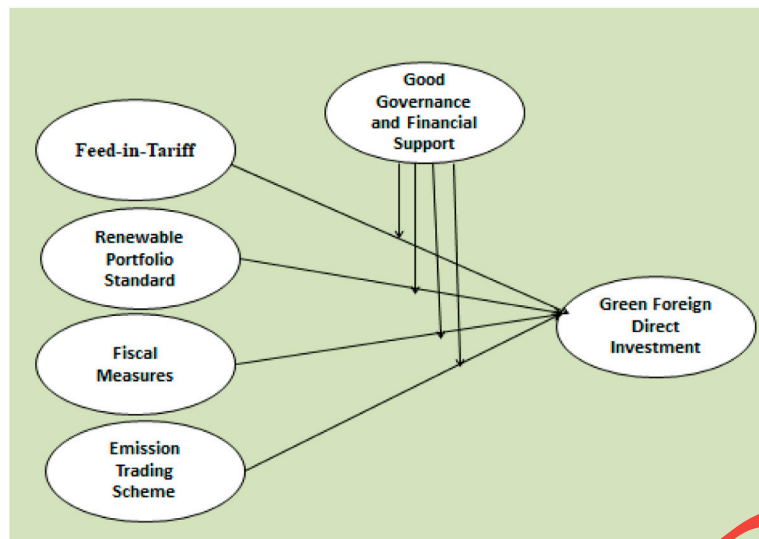 Good
Governance
and Financial
Support
Feed-in-Tariff
Renewable
Portfolio
Standard
Green Foreign
Direct
Investment
Fiscal
Measures
Emission
Trading
Scheme